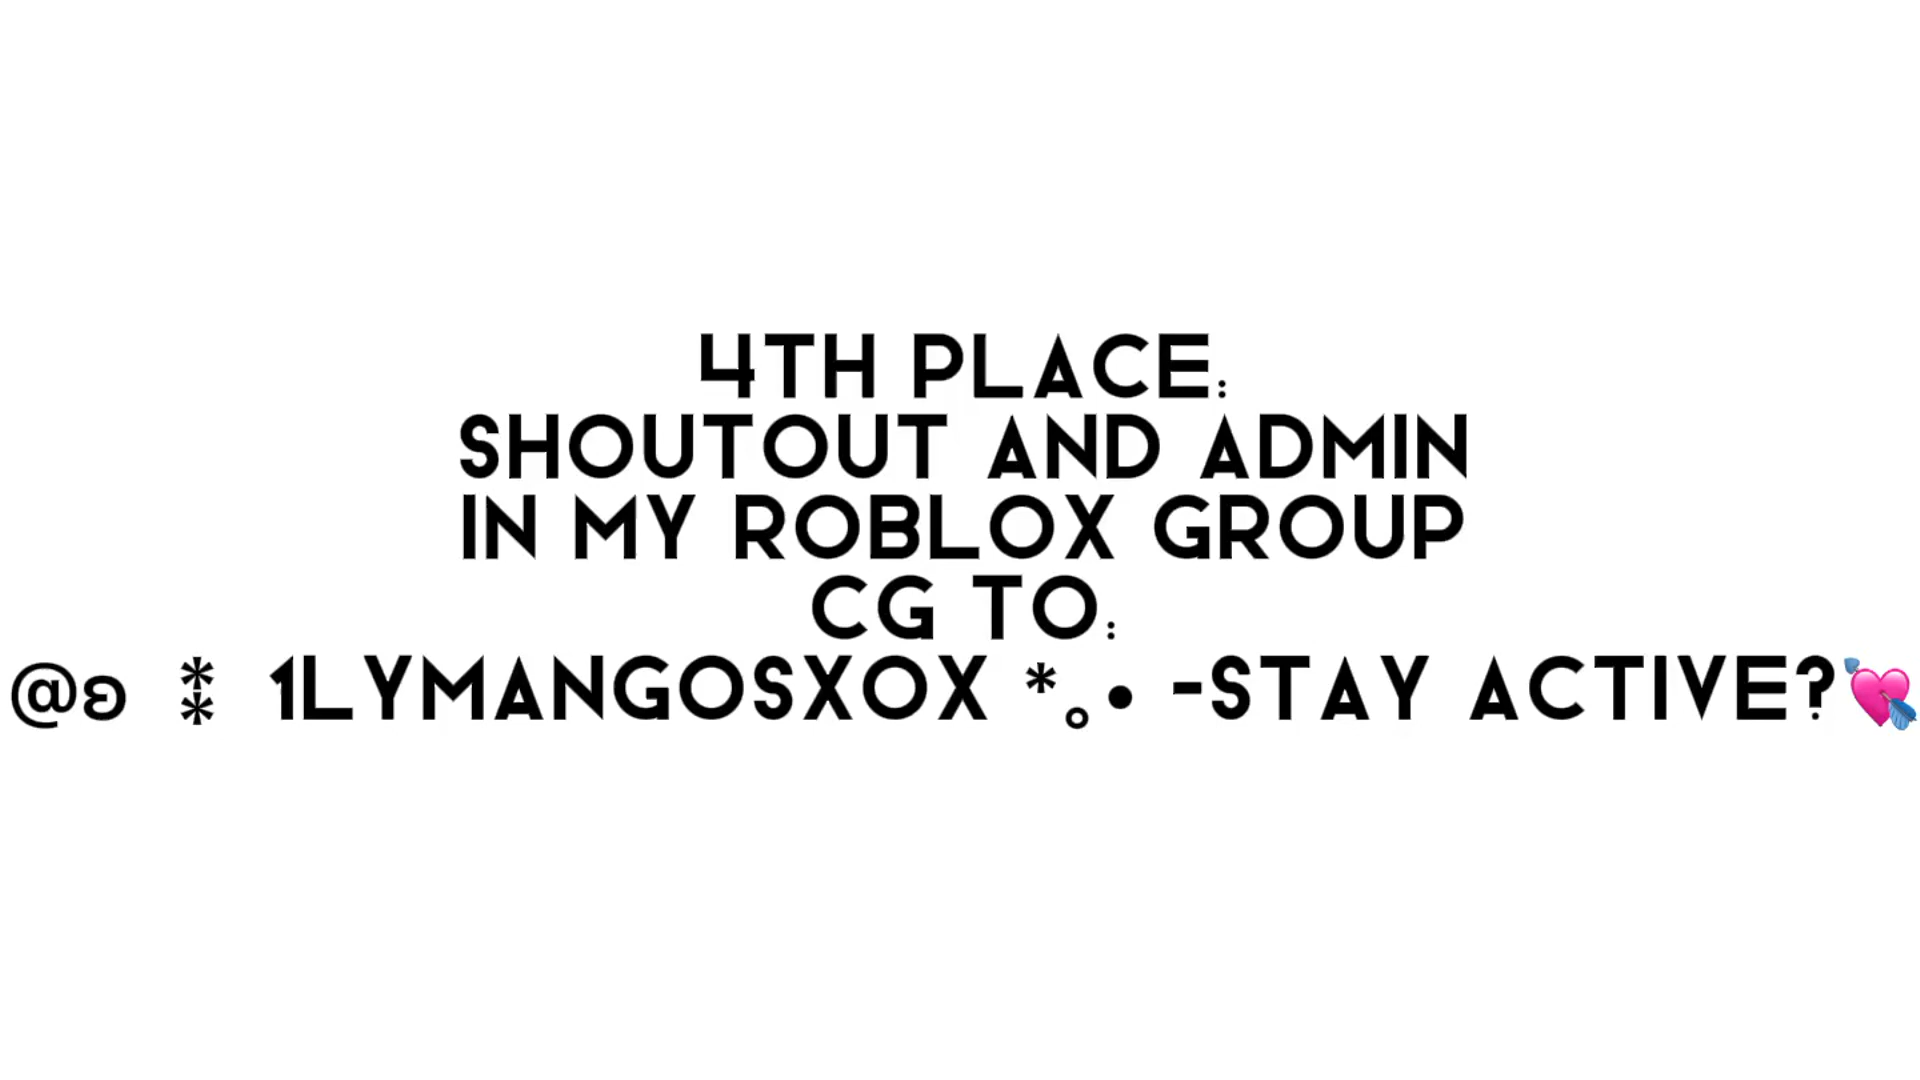 4TH PLACE:
SHOUTOUT AND ADMIN
IN MY ROBLOX GROUP
CG TO:
@ʚ ⁑ 1LYMANGOSXOX *ₒ• -STAY ACTIVE?💘